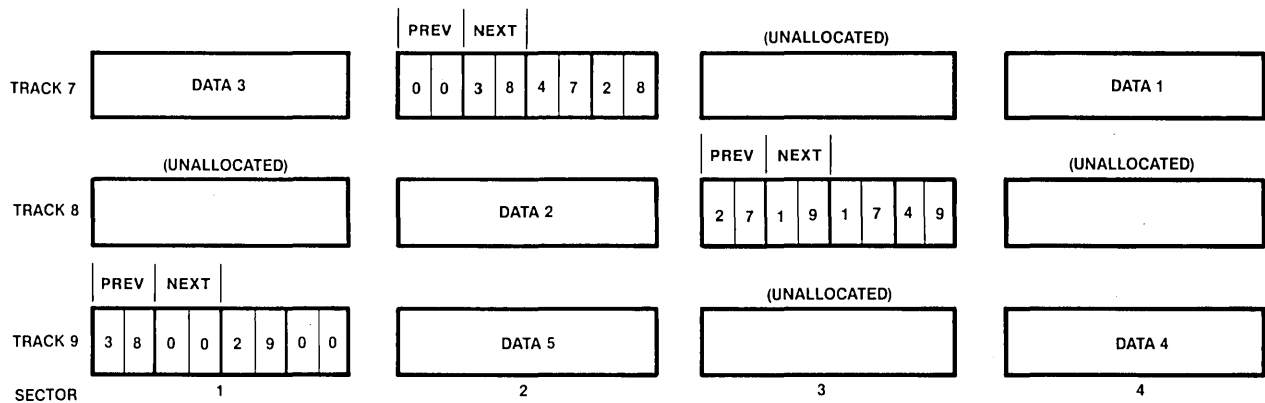 PREV NEXT (UNALLOCATED)
TRACK 7 DATA 3 0 0 3 8 4 7 2 8 DATA 1
(UNALLOCATED) PREV NEXT (UNALLOCATED)
TRACK 8 DATA 2 2 7 1 9 1 7 4 9
PREV NEXT (UNALLOCATED)
TRACK 9 3 8 0 0 2 9 0 0 DATA 5 DATA 4
SECTOR 1 2 3 4